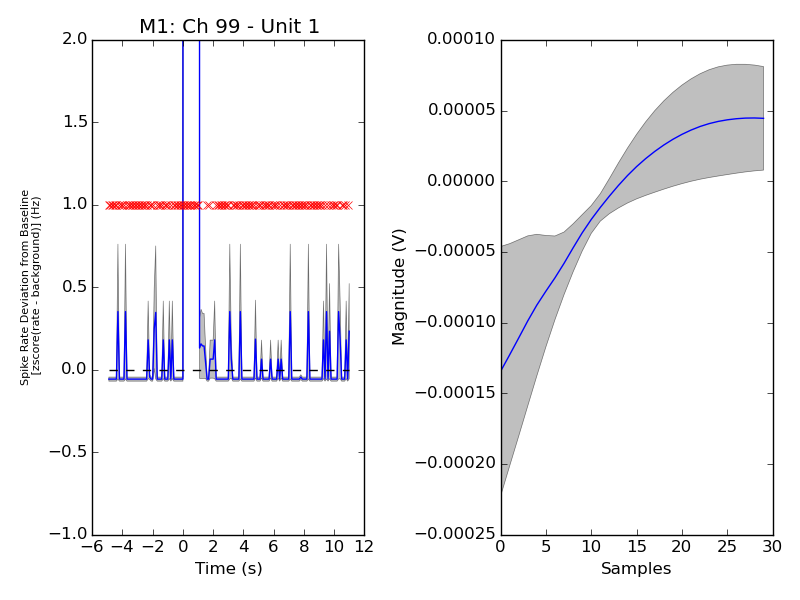 M1: Ch 99 - Unit 1
Spike Rate Deviation from Baseline
[zscore(rate - background)] (Hz)
2.0
1.5
1.0
0.5
0.0
−0.5
−1.0
−6 −4 −2 0 2 4 6 8 10 12
Time (s)
Magnitude (V)
0.00010
0.00005
0.00000
−0.00005
−0.00010
−0.00015
−0.00020
−0.00025
0 5 10 15 20 25 30
Samples